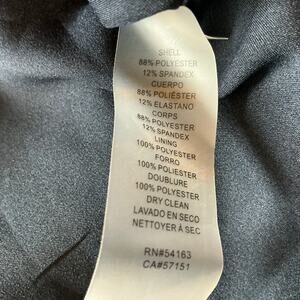 SHELL
88% POLYESTER
12% SPANDEX
CUERPO
88% POLIÉSTER
12% ELASTANO
CORPS
88% POLYESTER
12% SPANDEX
LINING
100% POLYESTER
FORRO
100% POLIESTER
DOUBLURE
100% POLYESTER
DRY CLEAN
LAVADO EN SECO
NETTOYER À SEC
RN#54163
CA#57151